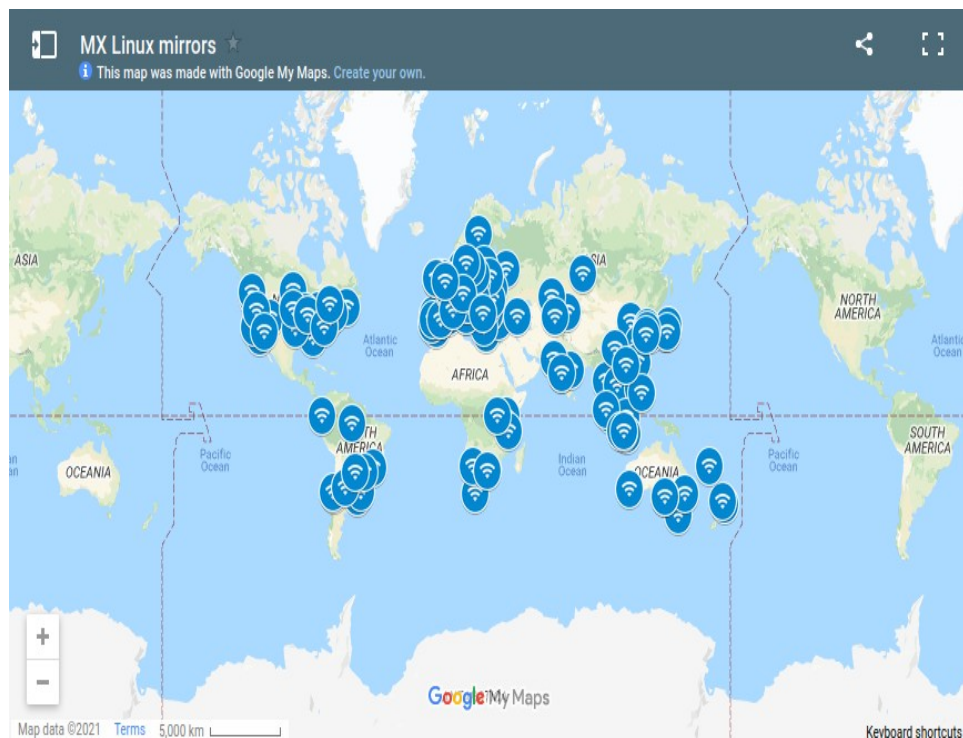 MX Linux mirrors
This map was made with Google My Maps. Create your own.
ASIA
NORTH
AMERICA
Atlantic
Ocean
Atlantic
Ocean
AFRICA
SOUTH
AMERICA
AMERICA
Pacific
Ocean
Indian
Ocean
Pacific
Ocean
OCEANIA
OCEANIA
Google My Maps
Map data ©2021 Terms 5,000 km
Keyboard shortcuts